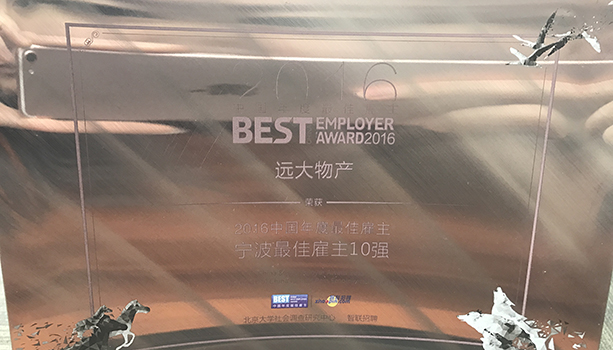 2016
BEST EMPLOYER AWARD2016
远大物产
荣获
2016中国年度最佳雇主
宁波最佳雇主10强
BEST
北京大学社会调查研究中心 智联招聘